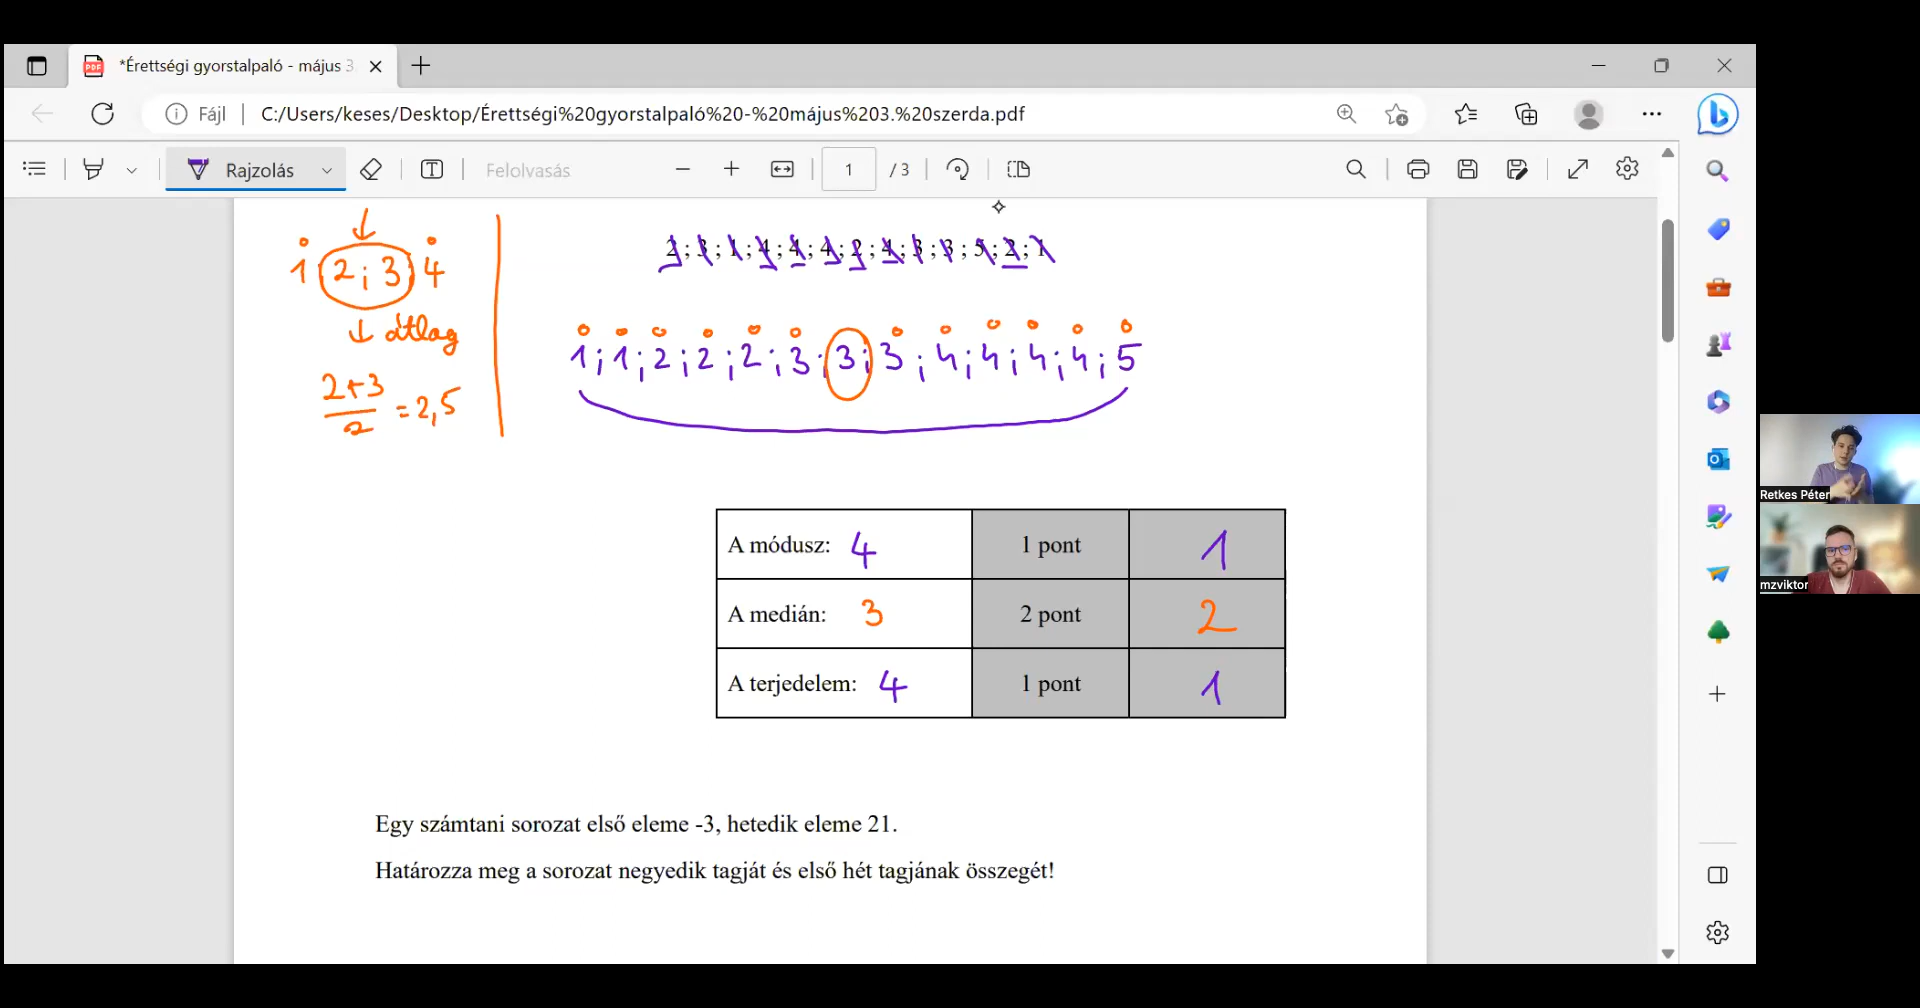 *Érettségi gyorstalpaló - május 3
Fájl
C:/Users/keses/Desktop/Érettségi%20gyorstalpaló%20-%20május%203.%20szerda.pdf
Rajzolás
Felolvasás
1 / 3
2 ; 3 ; 1 ; 4 ; 4 ; 4 ; 2 ; 4 ; 3 ; 3 ; 5 ; 2 ; 1
1 2 ; 3 ; 4
↓ átlag
2+3
2
= 2,5
1 ; 1 ; 2 ; 2 ; 2 ; 3 ; 3 ; 3 ; 4 ; 4 ; 4 ; 4 ; 5
A módusz: 4 1 pont 1
A medián: 3 2 pont 2
A terjedelem: 4 1 pont 1
Egy számtani sorozat első eleme -3, hetedik eleme 21.
Határozza meg a sorozat negyedik tagját és első hét tagjának összegét!
Retkes Péter
mzviktor